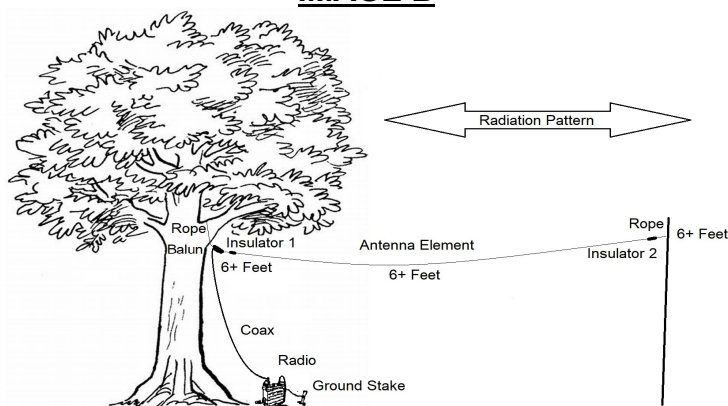 Radiation Pattern
Rope
Rope
6+ Feet
Balun
Insulator 1
Antenna Element
Insulator 2
6+ Feet
6+ Feet
Coax
Radio
Ground Stake